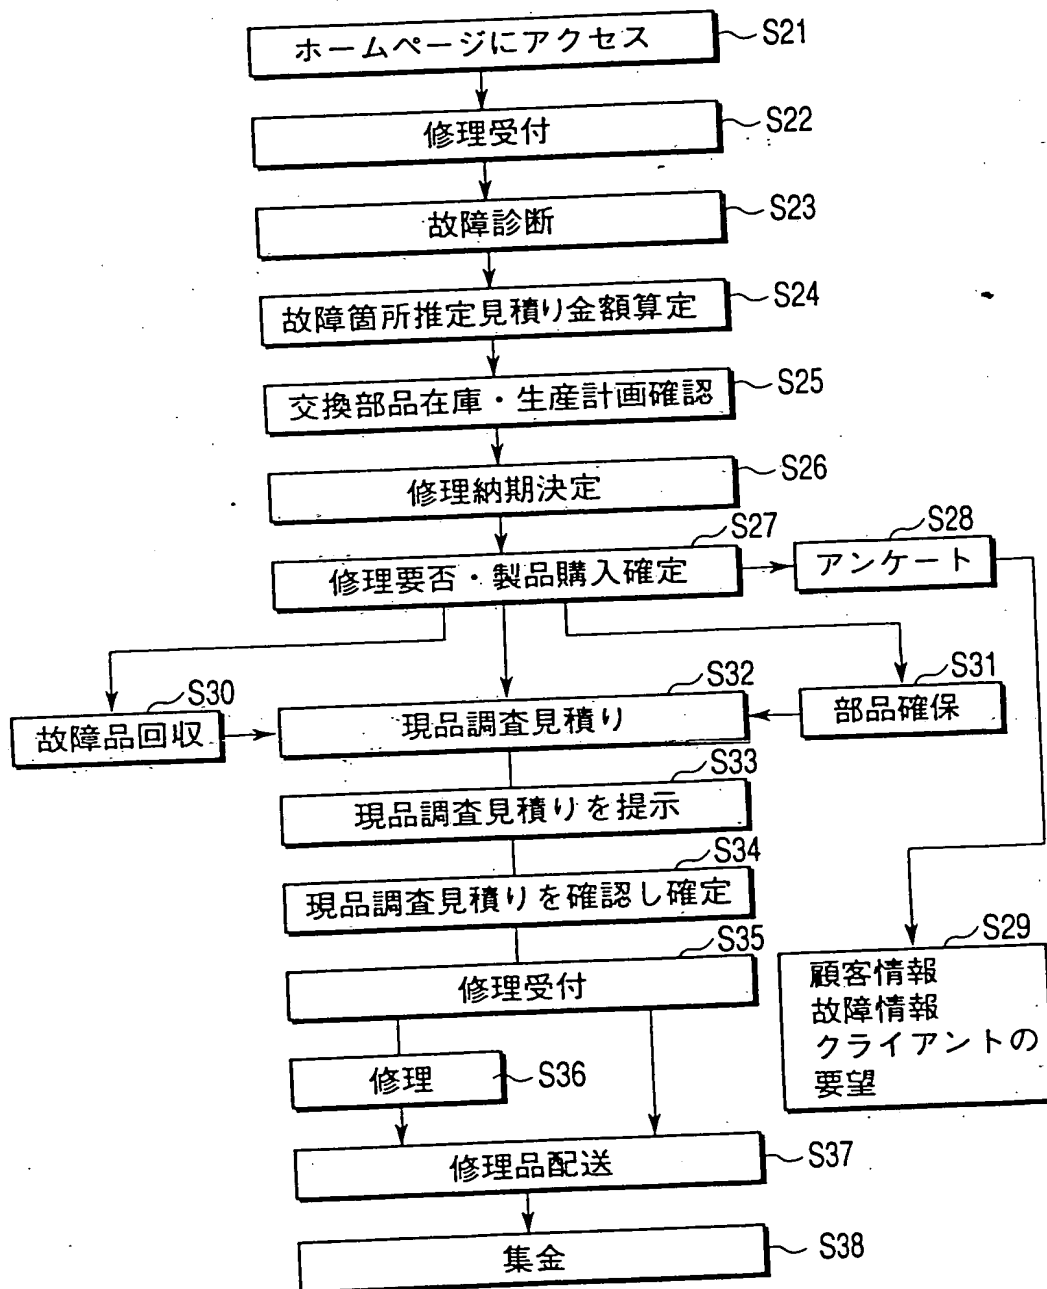 ホームページにアクセス
S21
修理受付
S22
故障診断
S23
故障箇所推定見積り金額算定
S24
交換部品在庫・生産計画確認
S25
修理納期決定
S26
修理要否・製品購入確定
S27
アンケート
S28
故障品回収
S30
現品調査見積り
S32
部品確保
S31
現品調査見積りを提示
S33
現品調査見積りを確認し確定
S34
修理受付
S35
顧客情報
故障情報
クライアントの
要望
S29
修理
S36
修理品配送
S37
集金
S38